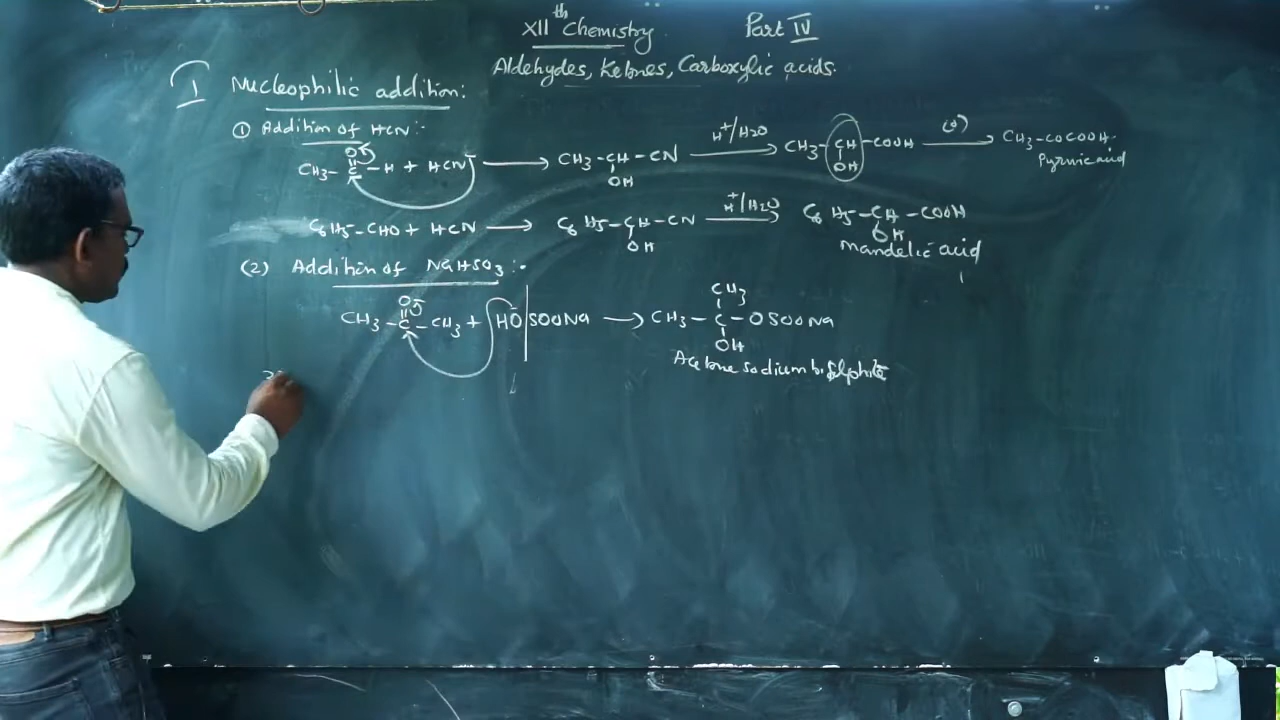 XIIth Chemistry Part IV
Aldehydes, Ketones, Carboxylic acids.
I Nucleophilic addition:
① Addition of HCN:-
CH3-C-H + HCN → CH3-CH-CN H+/H2O → CH3-CH-COOH (O) → CH3-COCOOH.
O OH OH Pyruvic acid
C6H5-CHO + HCN → C6H5-CH-CN H+/H2O → C6H5-CH-COOH
OH OH
Mandelic acid
(2) Addition of NaHSO3:-
O CH3
CH3-C-CH3 + HO|SOONa → CH3-C-OSOONa
OH
Acetone sodium bisulphite